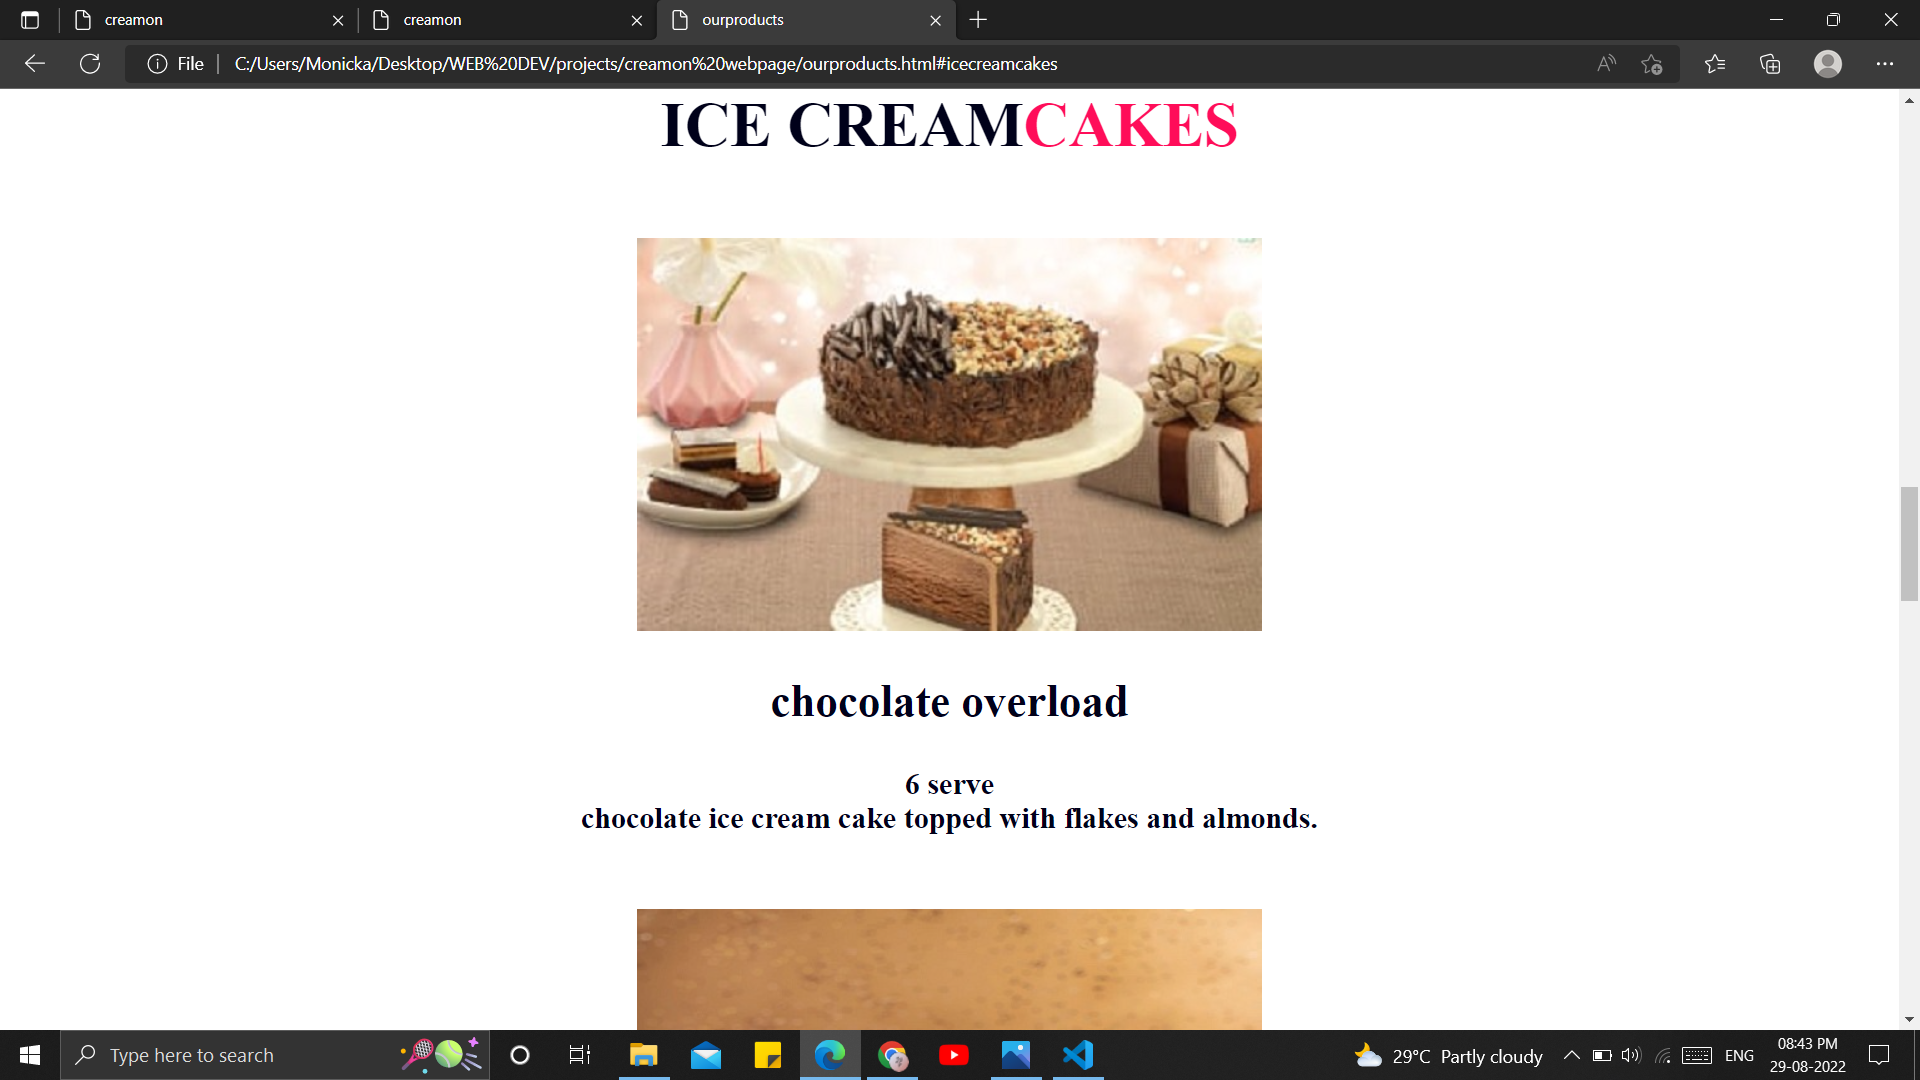 creamon
creamon
ourproducts
File
C:/Users/Monicka/Desktop/WEB%20DEV/projects/creamon%20webpage/ourproducts.html#icecreamcakes
ICE CREAMCAKES
chocolate overload
6 serve
chocolate ice cream cake topped with flakes and almonds.
Type here to search
29°C Partly cloudy
ENG
08:43 PM
29-08-2022